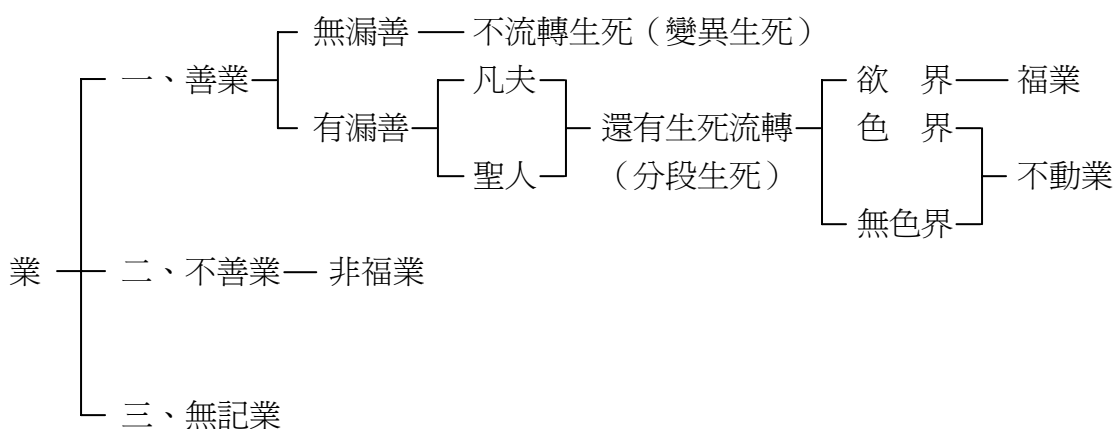 無漏善 不流轉生死（變異生死）
一、善業 凡夫 欲 界 福業
有漏善 還有生死流轉 色 界
聖人 （分段生死） 不動業
無色界
業 二、不善業 非福業
三、無記業